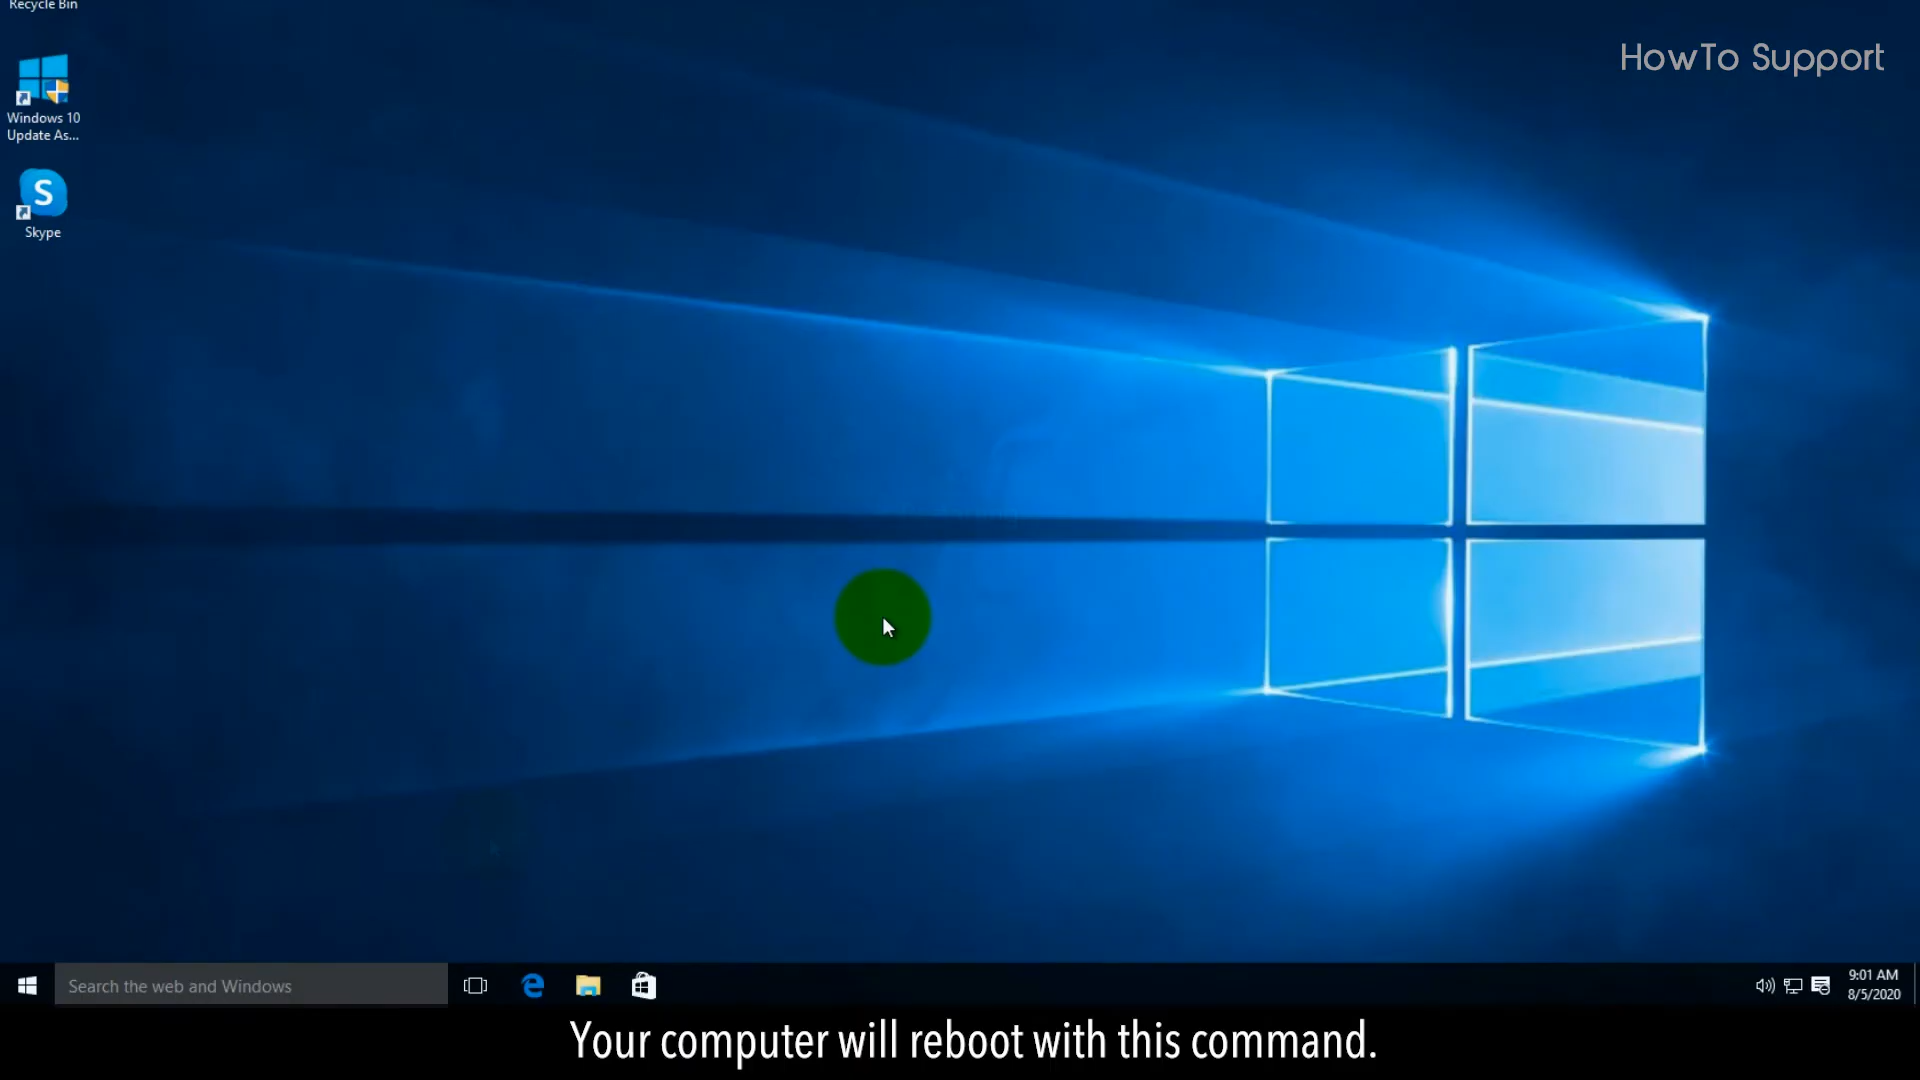 Recycle Bin
HowTo Support
Windows 10
Update As...
S
Skype
Search the web and Windows
9:01 AM
8/5/2020
Your computer will reboot with this command.